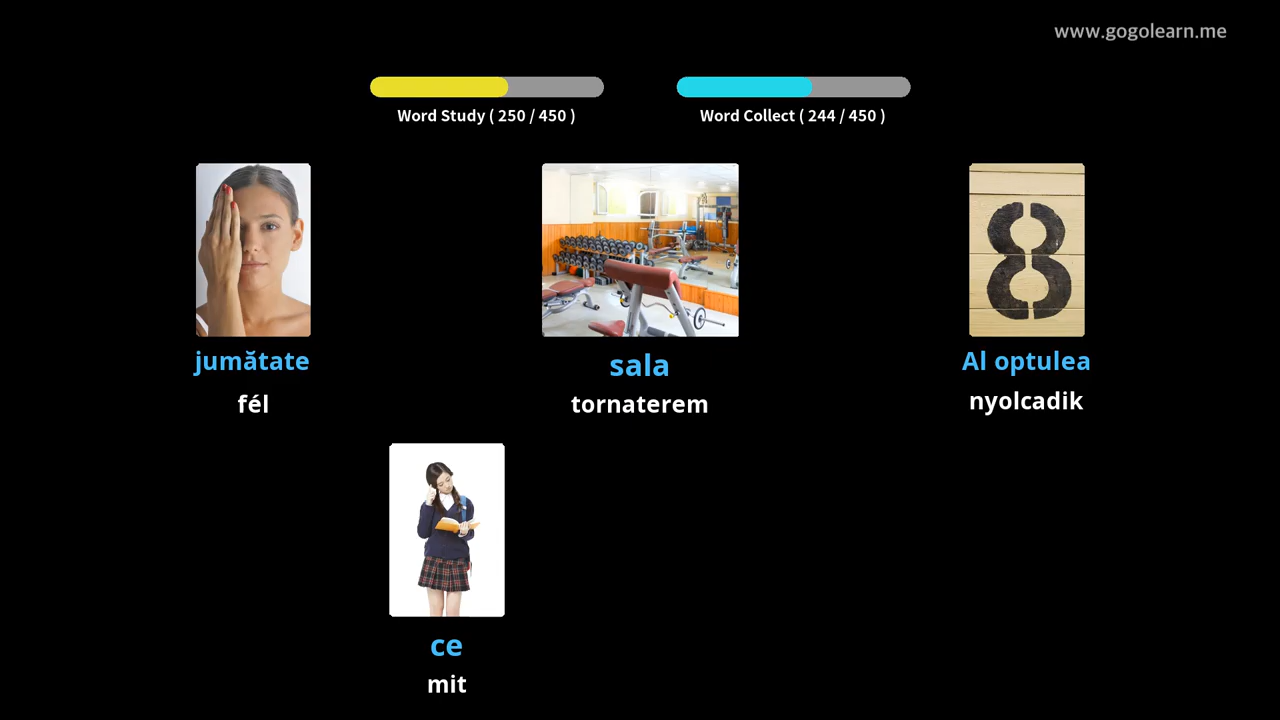 www.gogolearn.me
Word Study ( 250 / 450 )
Word Collect ( 244 / 450 )
8
jumătate
sala
Al optulea
fél
tornaterem
nyolcadik
ce
mit